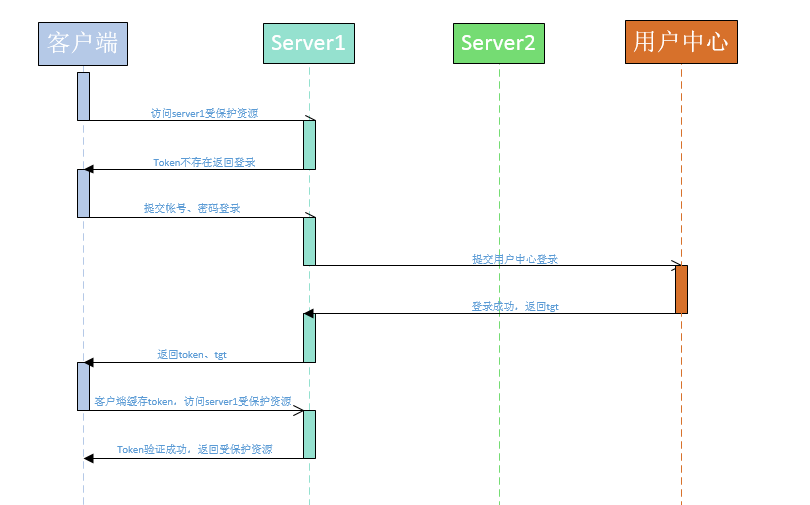 客户端
Server1
Server2
用户中心
访问server1受保护资源
Token不存在返回登录
提交帐号、密码登录
提交用户中心登录
登录成功，返回tgt
返回token、tgt
客户端缓存token，访问server1受保护资源
Token验证成功，返回受保护资源